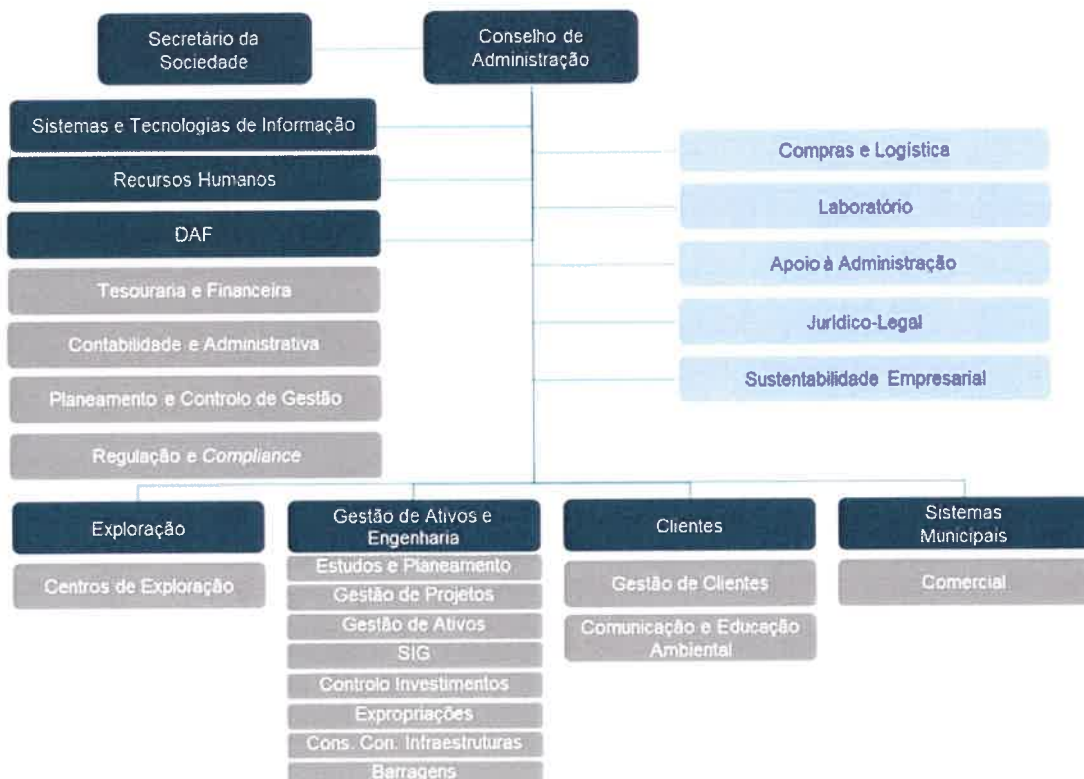 Secretário da
Sociedade
Conselho de
Administração
Sistemas e Tecnologias de Informação
Recursos Humanos
DAF
Tesouraria e Financeira
Contabilidade e Administrativa
Planeamento e Controlo de Gestão
Regulação e Compliance
Compras e Logística
Laboratório
Apoio à Administração
Jurídico-Legal
Sustentabilidade Empresarial
Exploração
Centros de Exploração
Gestão de Ativos e
Engenharia
Estudos e Planeamento
Gestão de Projetos
Gestão de Ativos
SIG
Controlo Investimentos
Expropriações
Cons. Con. Infraestruturas
Barragens
Clientes
Gestão de Clientes
Comunicação e Educação
Ambiental
Sistemas
Municipais
Comercial